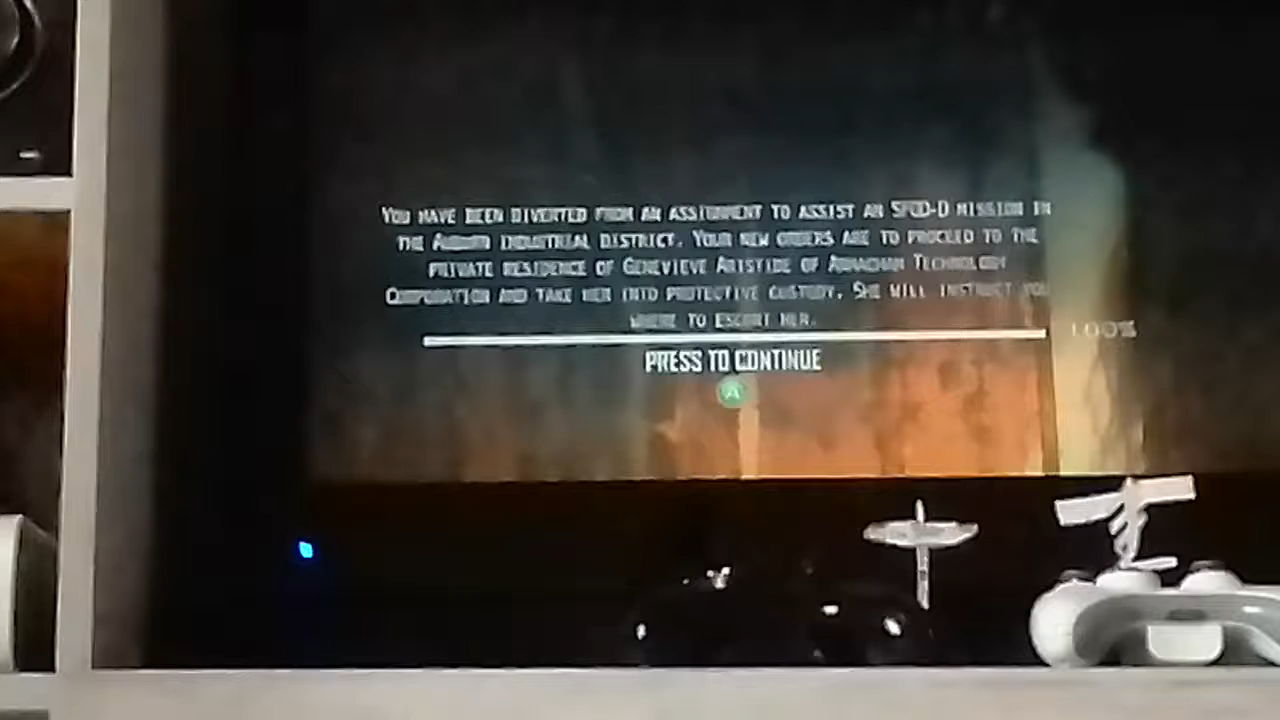 You have been diverted from an assignment to assist an SFOD-D mission in
the Auburn industrial district. Your new orders are to proceed to the
private residence of Genevieve Aristide of Armacham Technology
Corporation and take her into protective custody. She will instruct you
where to escort her.
100%
PRESS TO CONTINUE
A